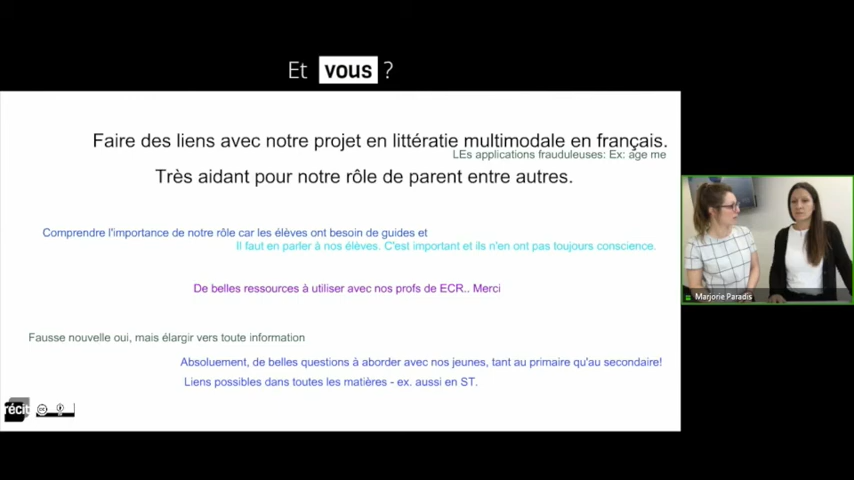 Et vous ?
Faire des liens avec notre projet en littératie multimodale en français.
LEs applications frauduleuses: Ex: age me
Très aidant pour notre rôle de parent entre autres.
Comprendre l'importance de notre rôle car les élèves ont besoin de guides et
Il faut en parler à nos élèves. C'est important et ils n'en ont pas toujours conscience.
De belles ressources à utiliser avec nos profs de ECR.. Merci
Fausse nouvelle oui, mais élargir vers toute information
Absoluement, de belles questions à aborder avec nos jeunes, tant au primaire qu'au secondaire!
Liens possibles dans toutes les matières - ex. aussi en ST.
récit
Marjorie Paradis